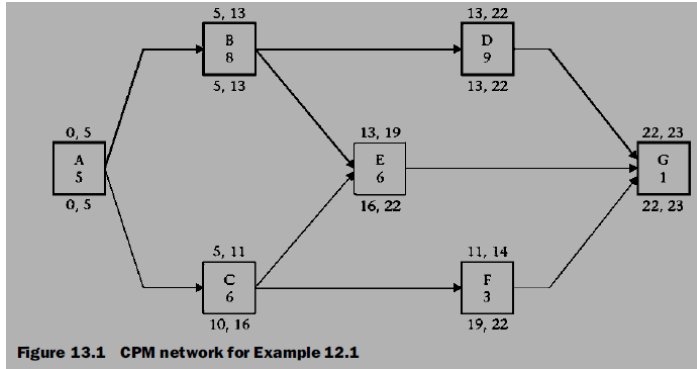 5, 13
B
8
5, 13
13, 22
D
9
13, 22
0, 5
A
5
0, 5
13, 19
E
6
16, 22
22, 23
G
1
22, 23
5, 11
C
6
10, 16
11, 14
F
3
19, 22
Figure 13.1 CPM network for Example 12.1